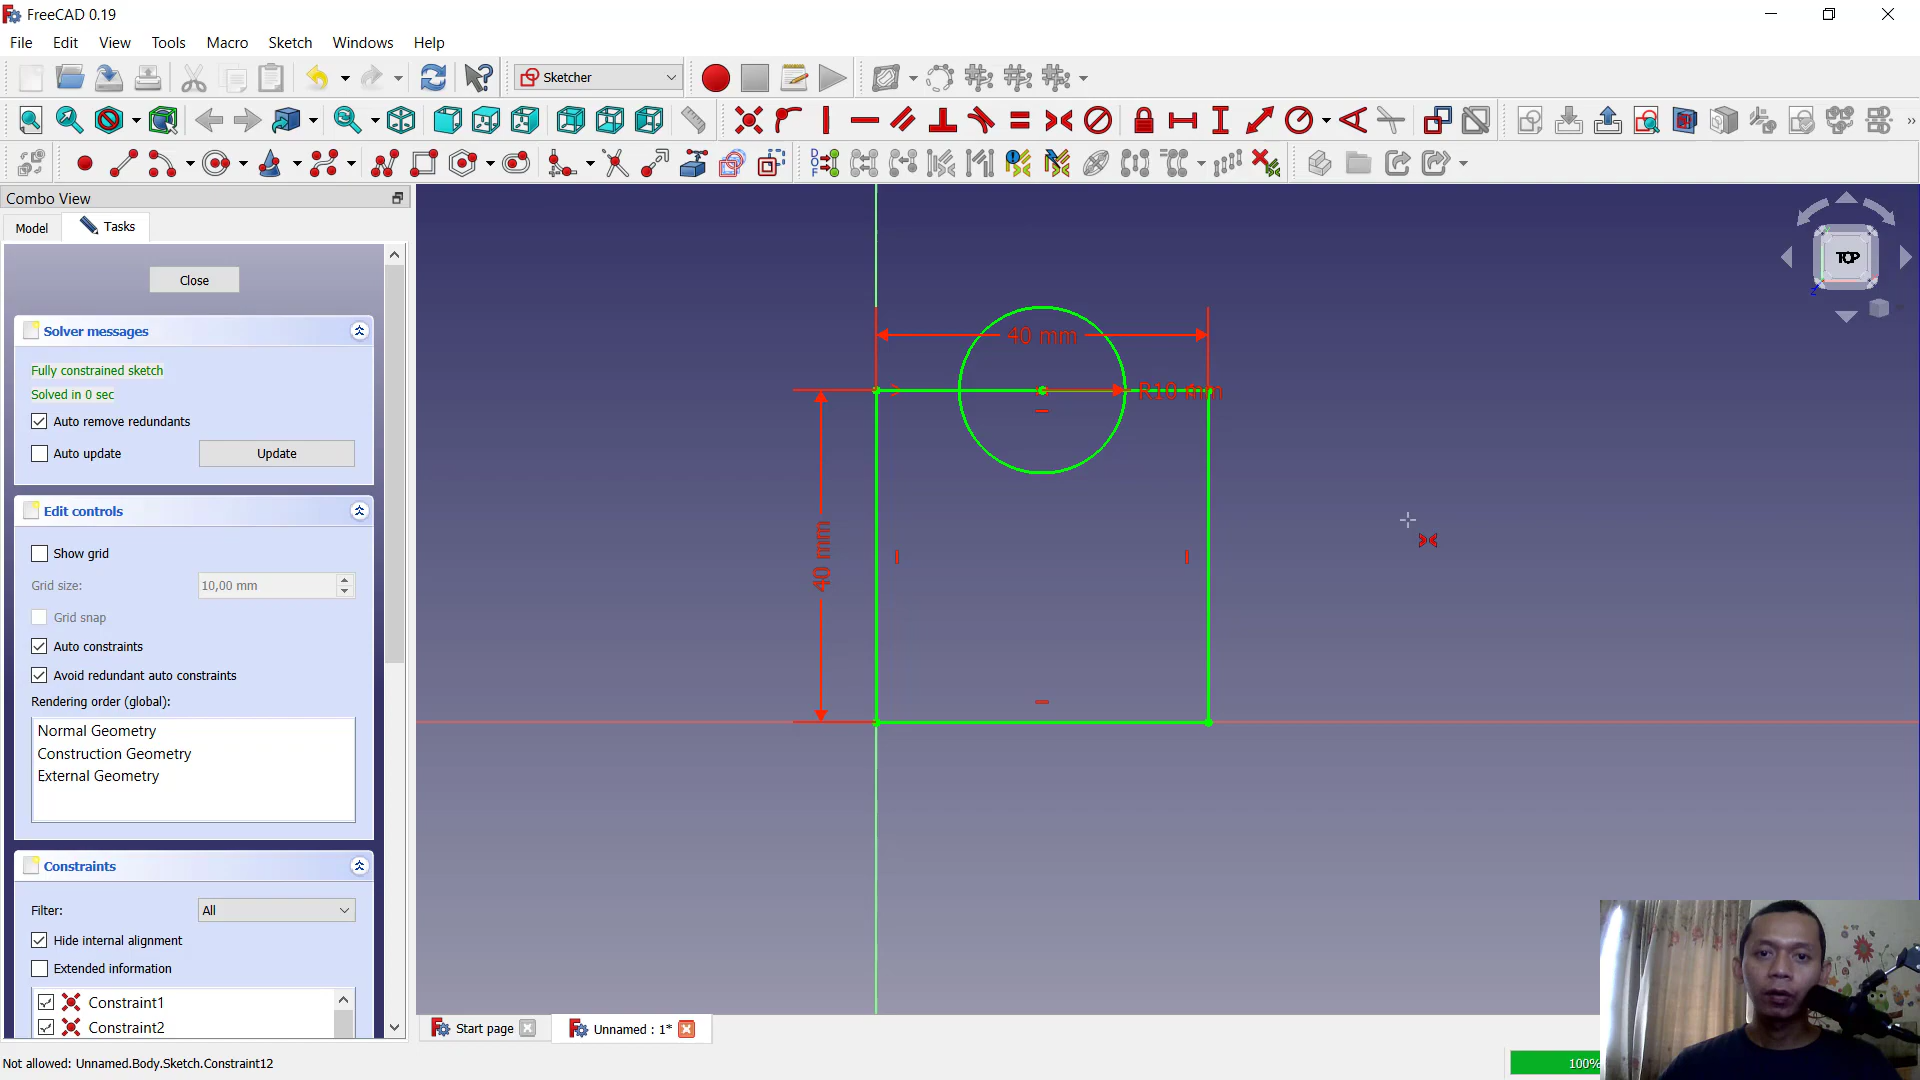 FreeCAD 0.19
File Edit View Tools Macro Sketch Windows Help
Sketcher
Combo View
Model Tasks
Close
Solver messages
Fully constrained sketch
Solved in 0 sec
Auto remove redundants
Auto update Update
Edit controls
Show grid
Grid size: 10,00 mm
Grid snap
Auto constraints
Avoid redundant auto constraints
Rendering order (global):
Normal Geometry
Construction Geometry
External Geometry
Constraints
Filter: All
Hide internal alignment
Extended information
Constraint1
Constraint2
40 mm
R10 mm
40 mm
TOP
Z
Start page Unnamed : 1*
Not allowed: Unnamed.Body.Sketch.Constraint12
100%